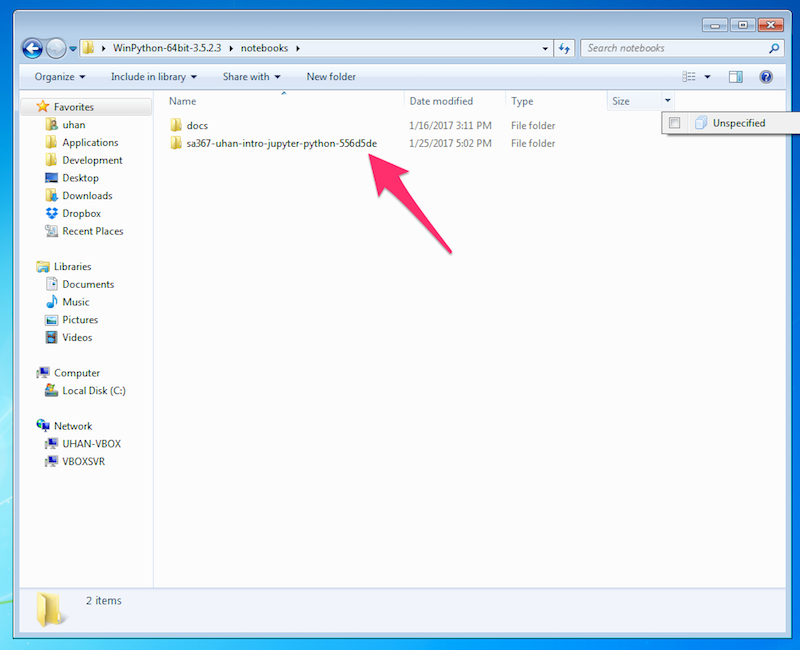 WinPython-64bit-3.5.2.3 notebooks
Search notebooks
Organize Include in library Share with New folder
Name Date modified Type Size
Unspecified
docs 1/16/2017 3:11 PM File folder
sa367-uhan-intro-jupyter-python-556d5de 1/25/2017 5:02 PM File folder
Favorites
uhan
Applications
Development
Desktop
Downloads
Dropbox
Recent Places
Libraries
Documents
Music
Pictures
Videos
Computer
Local Disk (C:)
Network
UHAN-VBOX
VBOXSVR
2 items